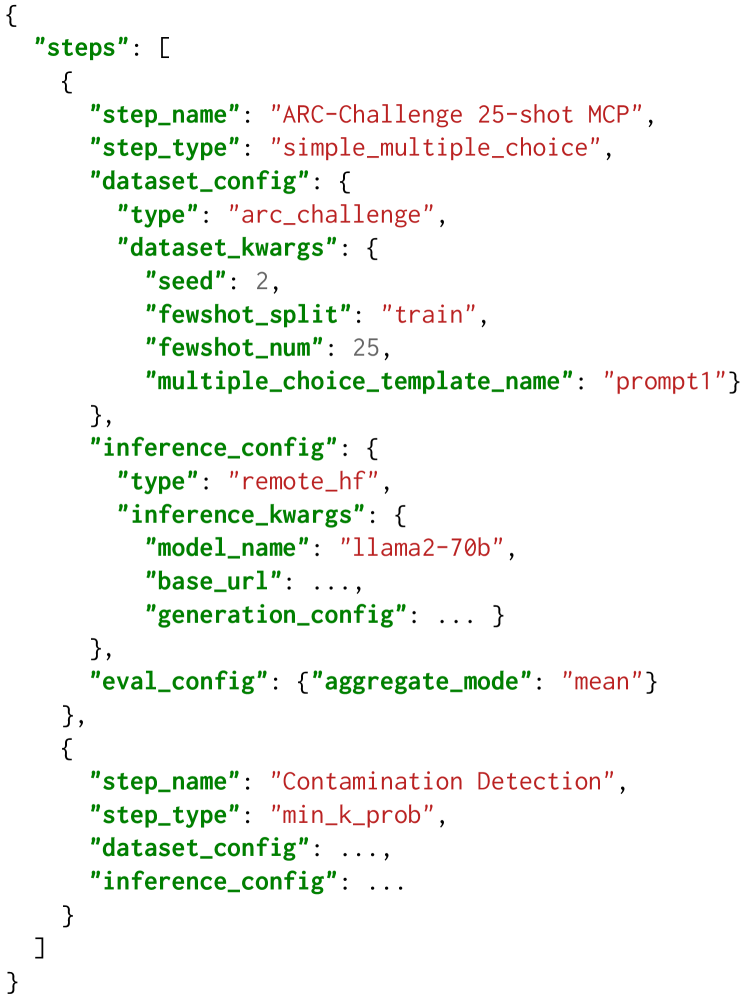 {
  "steps": [
    {
      "step_name": "ARC-Challenge 25-shot MCP",
      "step_type": "simple_multiple_choice",
      "dataset_config": {
        "type": "arc_challenge",
        "dataset_kwargs": {
          "seed": 2,
          "fewshot_split": "train",
          "fewshot_num": 25,
          "multiple_choice_template_name": "prompt1"}
      },
      "inference_config": {
        "type": "remote_hf",
        "inference_kwargs": {
          "model_name": "llama2-70b",
          "base_url": ...,
          "generation_config": ... }
      },
      "eval_config": {"aggregate_mode": "mean"}
    },
    {
      "step_name": "Contamination Detection",
      "step_type": "min_k_prob",
      "dataset_config": ...,
      "inference_config": ...
    }
  ]
}